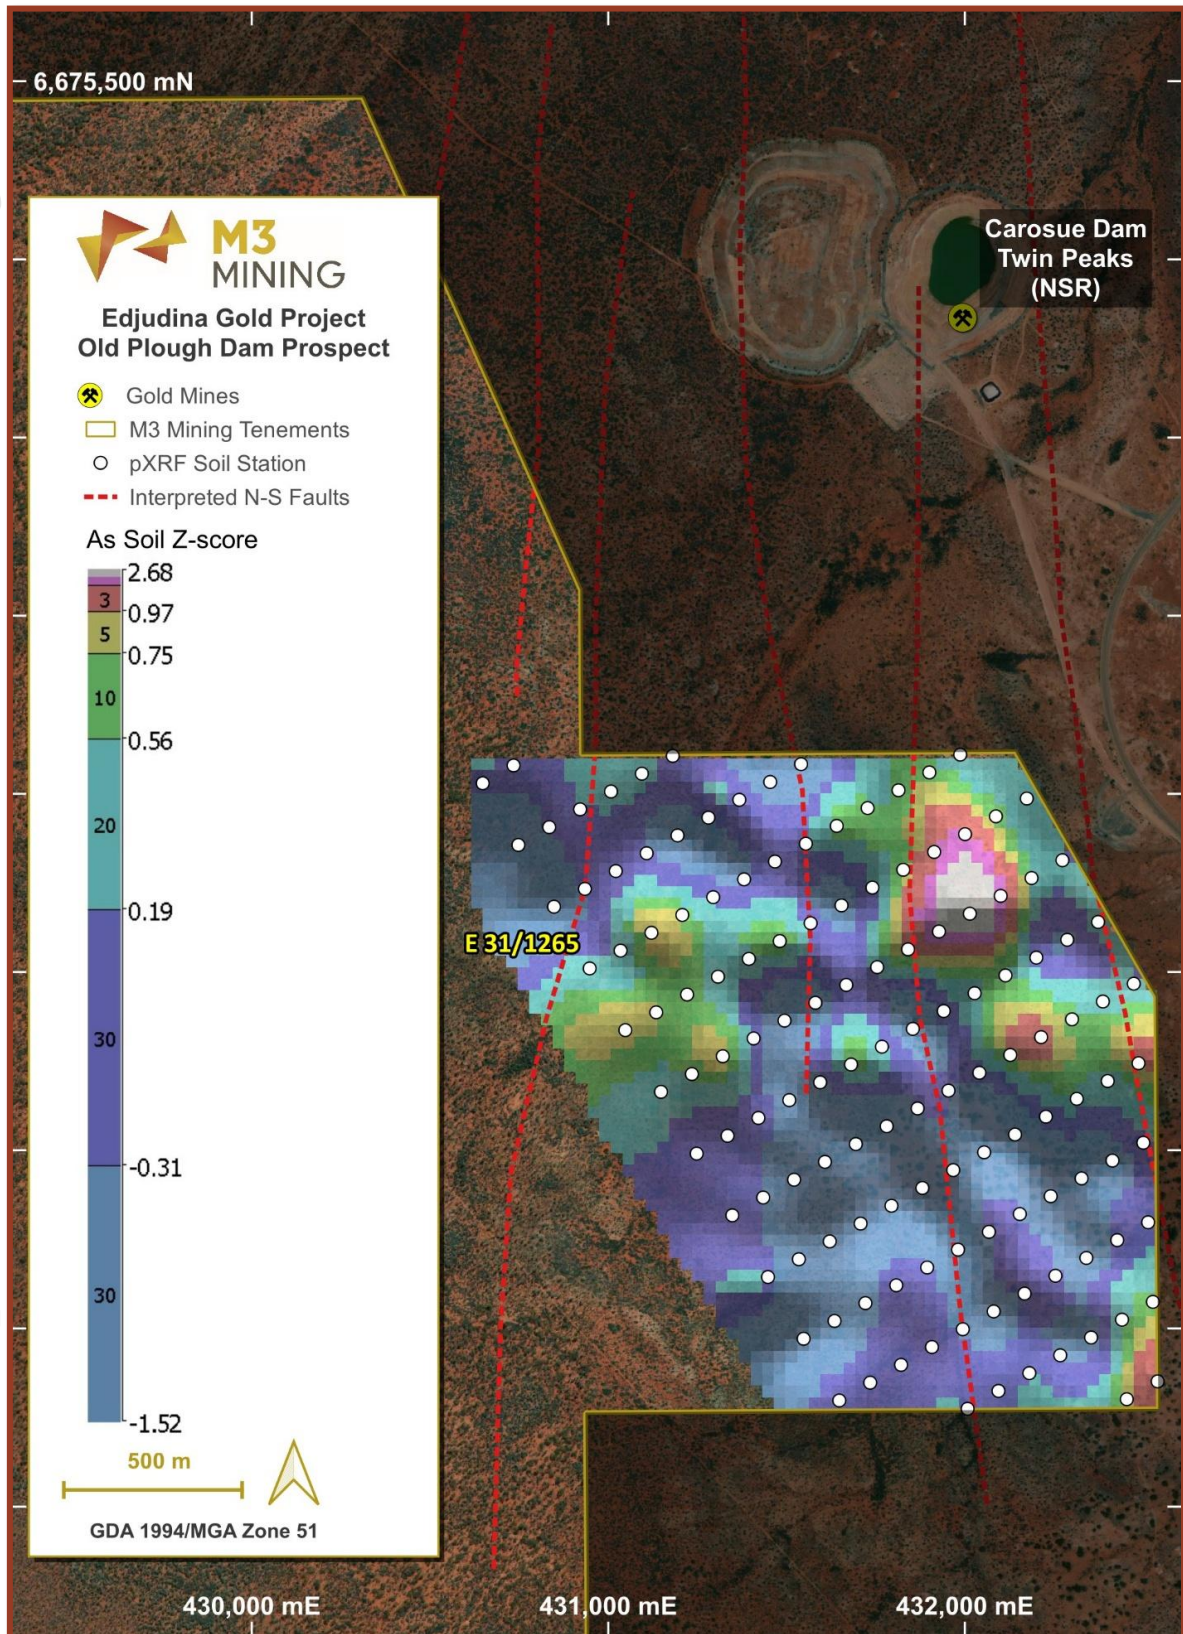 6,675,500 mN
Carosue Dam
Twin Peaks
(NSR)
M3
MINING
Edjudina Gold Project
Old Plough Dam Prospect
Gold Mines
M3 Mining Tenements
pXRF Soil Station
Interpreted N-S Faults
As Soil Z-score
2.68
3
0.97
5
0.75
10
0.56
20
0.19
30
-0.31
30
-1.52
500 m
GDA 1994/MGA Zone 51
E 31/1265
430,000 mE
431,000 mE
432,000 mE